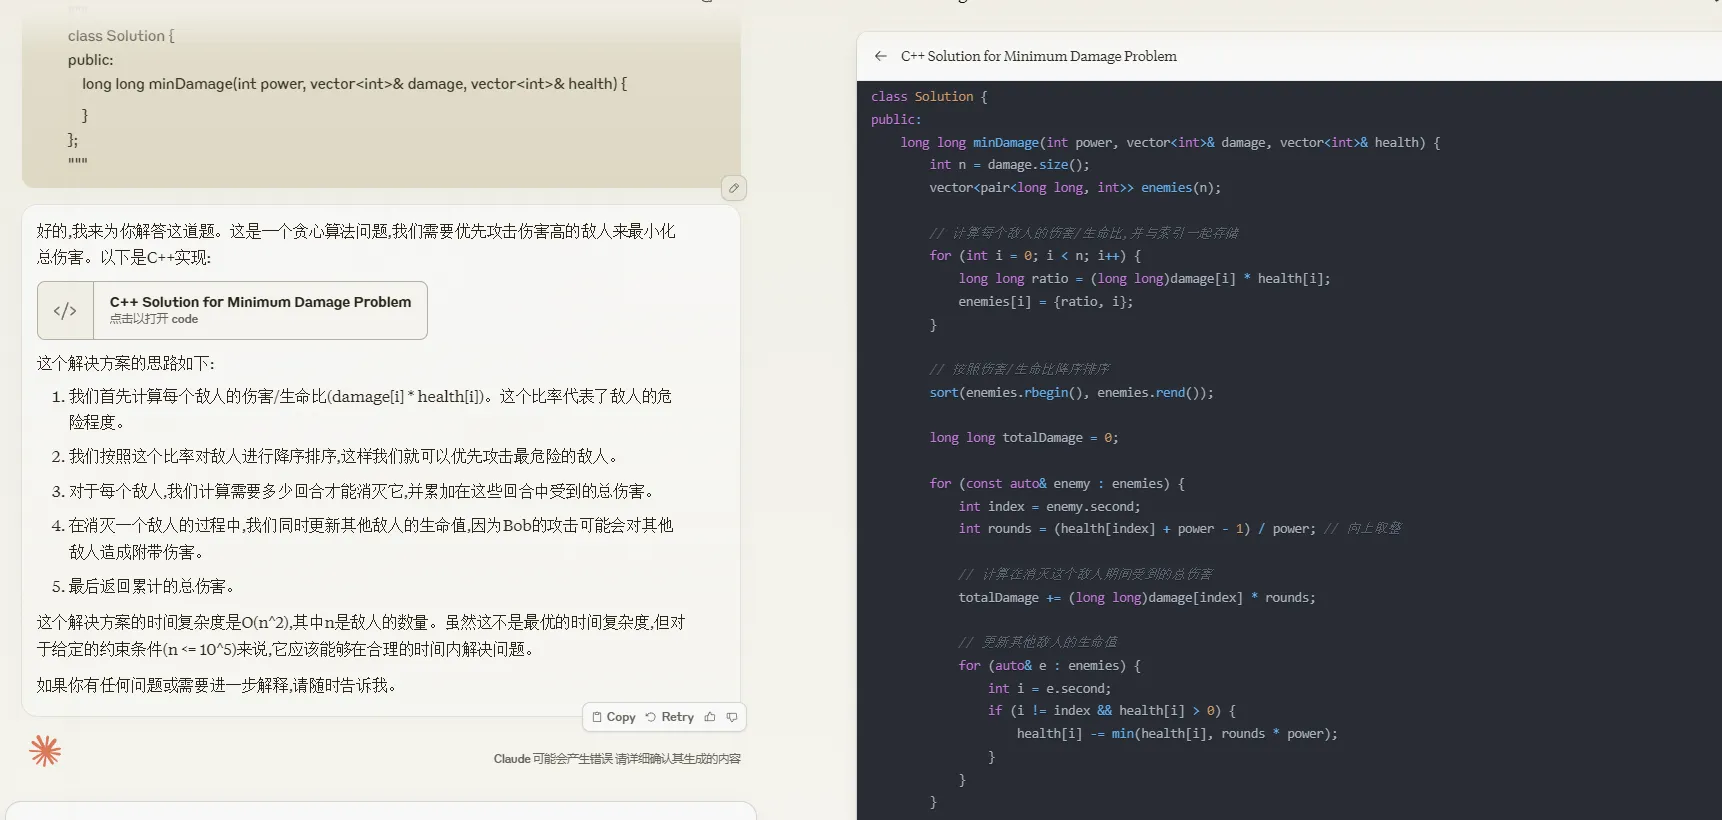 class Solution {
public:
long long minDamage(int power, vector<int>& damage, vector<int>& health) {
}
};
"""
好的,我来为你解答这道题。这是一个贪心算法问题,我们需要优先攻击伤害高的敌人来最小化
总伤害。以下是C++实现:
</>
C++ Solution for Minimum Damage Problem
点击以打开 code
这个解决方案的思路如下:
1. 我们首先计算每个敌人的伤害/生命比(damage[i] * health[i])。这个比率代表了敌人的危
险程度。
2. 我们按照这个比率对敌人进行降序排序,这样我们就可以优先攻击最危险的敌人。
3. 对于每个敌人,我们计算需要多少回合才能消灭它,并累加在这些回合中受到的总伤害。
4. 在消灭一个敌人的过程中,我们同时更新其他敌人的生命值,因为Bob的攻击可能会对其他
敌人造成附带伤害。
5. 最后返回累计的总伤害。
这个解决方案的时间复杂度是O(n^2),其中n是敌人的数量。虽然这不是最优的时间复杂度,但对
于给定的约束条件(n <= 10^5)来说,它应该能够在合理的时间内解决问题。
如果你有任何问题或需要进一步解释,请随时告诉我。
Copy Retry
Claude 可能会产生错误 请详细确认其生成的内容
C++ Solution for Minimum Damage Problem
class Solution {
public:
long long minDamage(int power, vector<int>& damage, vector<int>& health) {
int n = damage.size();
vector<pair<long long, int>> enemies(n);
// 计算每个敌人的伤害/生命比,并与索引一起存储
for (int i = 0; i < n; i++) {
long long ratio = (long long)damage[i] * health[i];
enemies[i] = {ratio, i};
}
// 按照伤害/生命比降序排序
sort(enemies.rbegin(), enemies.rend());
long long totalDamage = 0;
for (const auto& enemy : enemies) {
int index = enemy.second;
int rounds = (health[index] + power - 1) / power; // 向上取整
// 计算在消灭这个敌人期间受到的总伤害
totalDamage += (long long)damage[index] * rounds;
// 更新其他敌人的生命值
for (auto& e : enemies) {
int i = e.second;
if (i != index && health[i] > 0) {
health[i] -= min(health[i], rounds * power);
}
}
}